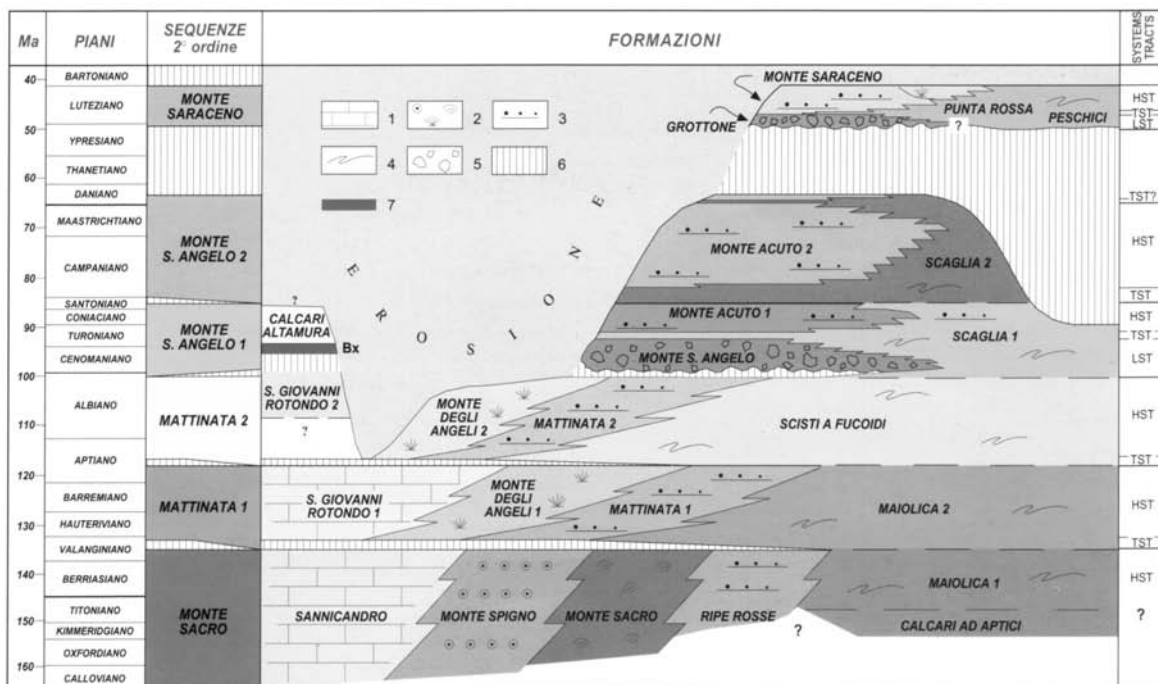 Ma
PIANI
SEQUENZE
2° ordine
FORMAZIONI
SYSTEMS
TRACTS
40
50
60
70
80
90
100
110
120
130
140
150
160
BARTONIANO
LUTEZIANO
YPRESIANO
THANETIANO
DANIANO
MAASTRICHTIANO
CAMPANIANO
SANTONIANO
CONIACIANO
TURONIANO
CENOMANIANO
ALBIANO
APTIANO
BARREMIANO
HAUTERIVIANO
VALANGINIANO
BERRIASIANO
TITONIANO
KIMMERIDGIANO
OXFORDIANO
CALLOVIANO
MONTE
SARACENO
MONTE
S. ANGELO 2
MONTE
S. ANGELO 1
MATTINATA 2
MATTINATA 1
MONTE
SACRO
1
2
3
4
5
6
7
EROSIONE
MONTE SARACENO
GROTTONE
PUNTA ROSSA
PESCHICI
?
MONTE ACUTO 2
SCAGLIA 2
?
CALCARI
ALTAMURA
Bx
MONTE ACUTO 1
SCAGLIA 1
MONTE S. ANGELO
S. GIOVANNI
ROTONDO 2
?
MONTE
DEGLI
ANGELI 2
MATTINATA 2
SCISTI A FUCOIDI
S. GIOVANNI
ROTONDO 1
MONTE
DEGLI
ANGELI 1
MATTINATA 1
MAIOLICA 2
SANNICANDRO
MONTE SPIGNO
MONTE SACRO
RIPE ROSSE
?
MAIOLICA 1
CALCARI AD APTICI
HST
TST
LST
TST?
HST
TST
HST
TST
LST
HST
TST
HST
TST
HST
?